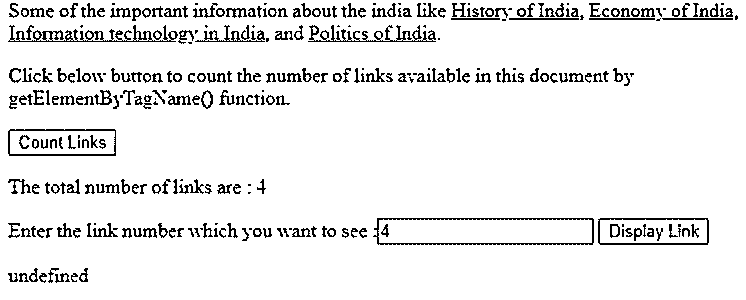 Some of the important information about the india like History of India, Economy of India,
Information technology in India, and Politics of India.
Click below button to count the number of links available in this document by
getElementByTagName() function.
Count Links
The total number of links are : 4
Enter the link number which you want to see :4 Display Link
undefined